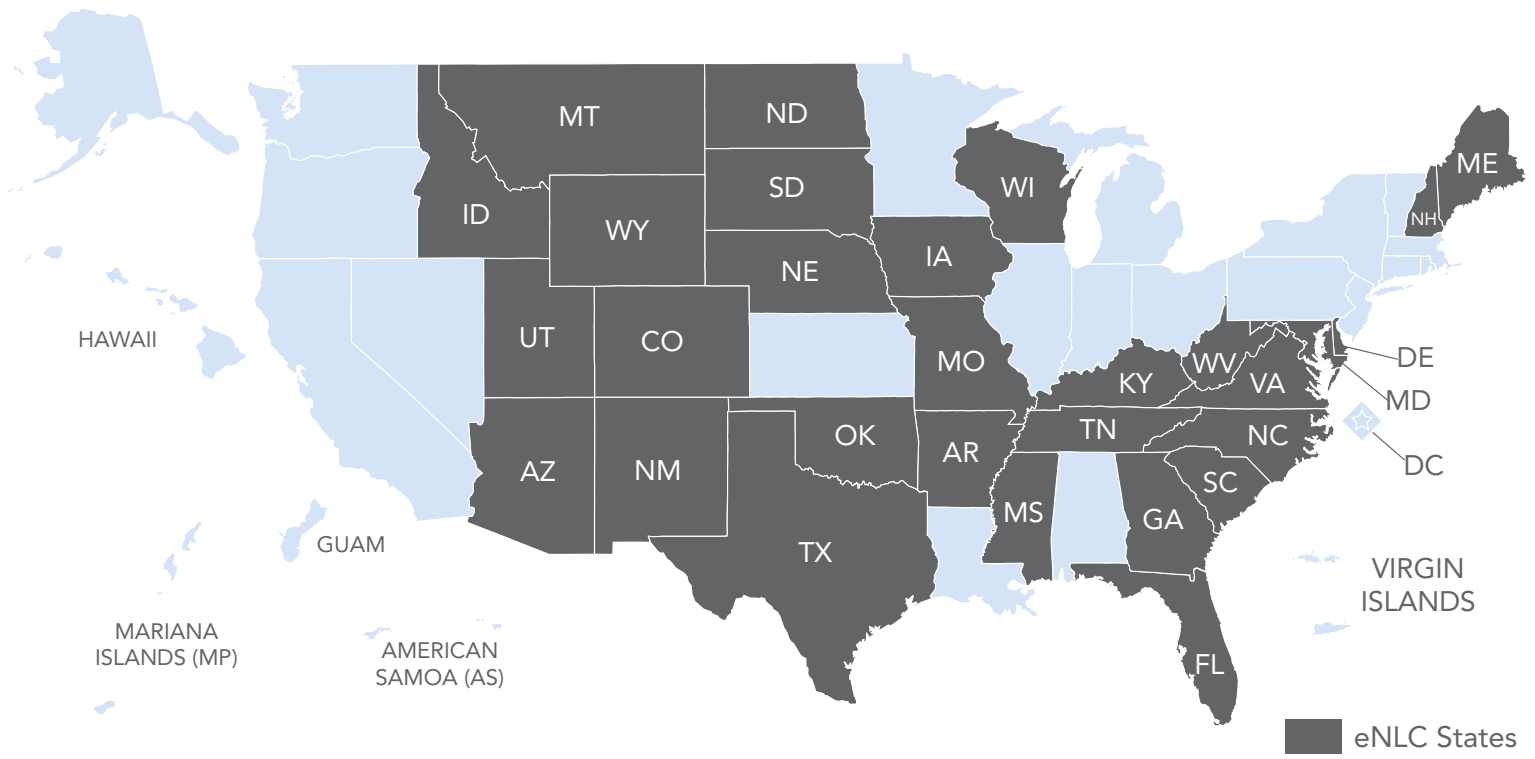 MT
ND
ME
WI
SD
ID
NH
WY
IA
NE
HAWAII
UT
CO
DE
MO
WV
KY
VA
MD
TN
OK
NC
AR
DC
AZ
NM
SC
MS
GA
GUAM
TX
VIRGIN
ISLANDS
MARIANA
ISLANDS (MP)
AMERICAN
SAMOA (AS)
FL
eNLC States